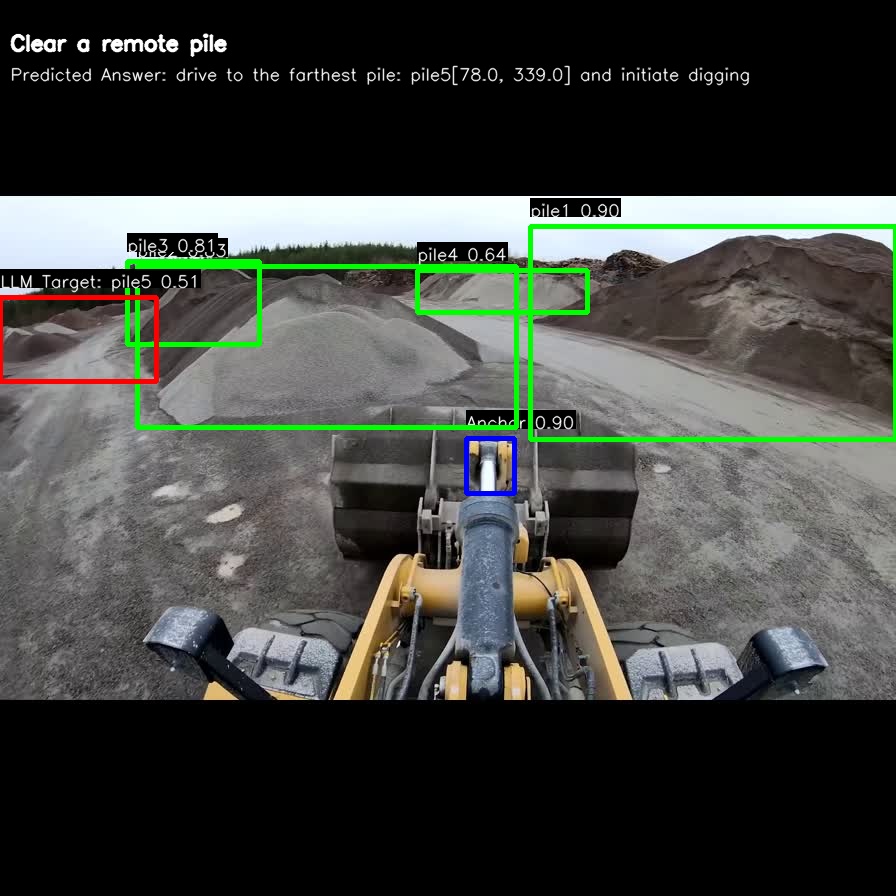 Clear a remote pile
Predicted Answer: drive to the farthest pile: pile5[78.0, 339.0] and initiate digging
pile1 0.90
pile3 0.81
pile4 0.64
LLM Target: pile5 0.51
Anchor 0.90